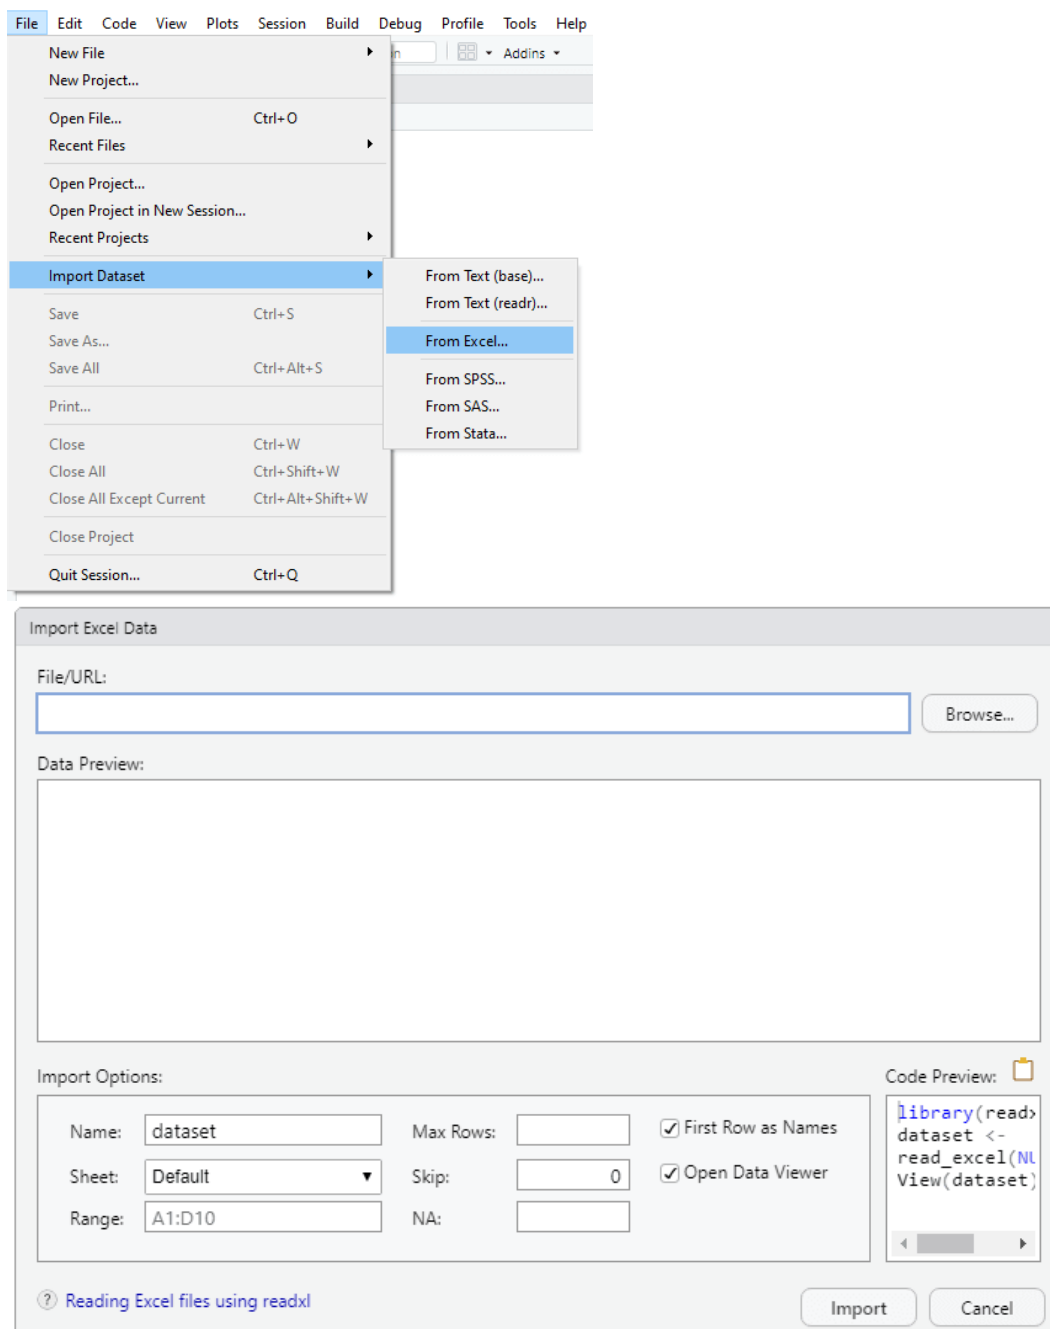 File Edit Code View Plots Session Build Debug Profile Tools Help
New File
in
Addins
New Project...
Open File... Ctrl+O
Recent Files
Open Project...
Open Project in New Session...
Recent Projects
Import Dataset
From Text (base)...
From Text (readr)...
From Excel...
From SPSS...
From SAS...
From Stata...
Save Ctrl+S
Save As...
Save All Ctrl+Alt+S
Print...
Close Ctrl+W
Close All Ctrl+Shift+W
Close All Except Current Ctrl+Alt+Shift+W
Close Project
Quit Session... Ctrl+Q
Import Excel Data
File/URL:
Browse...
Data Preview:
Import Options:
Name: dataset
Sheet: Default
Range: A1:D10
Max Rows:
Skip: 0
NA:
First Row as Names
Open Data Viewer
Code Preview:
library(readx
dataset <-
read_excel(NU
View(dataset)
? Reading Excel files using readxl
Import Cancel